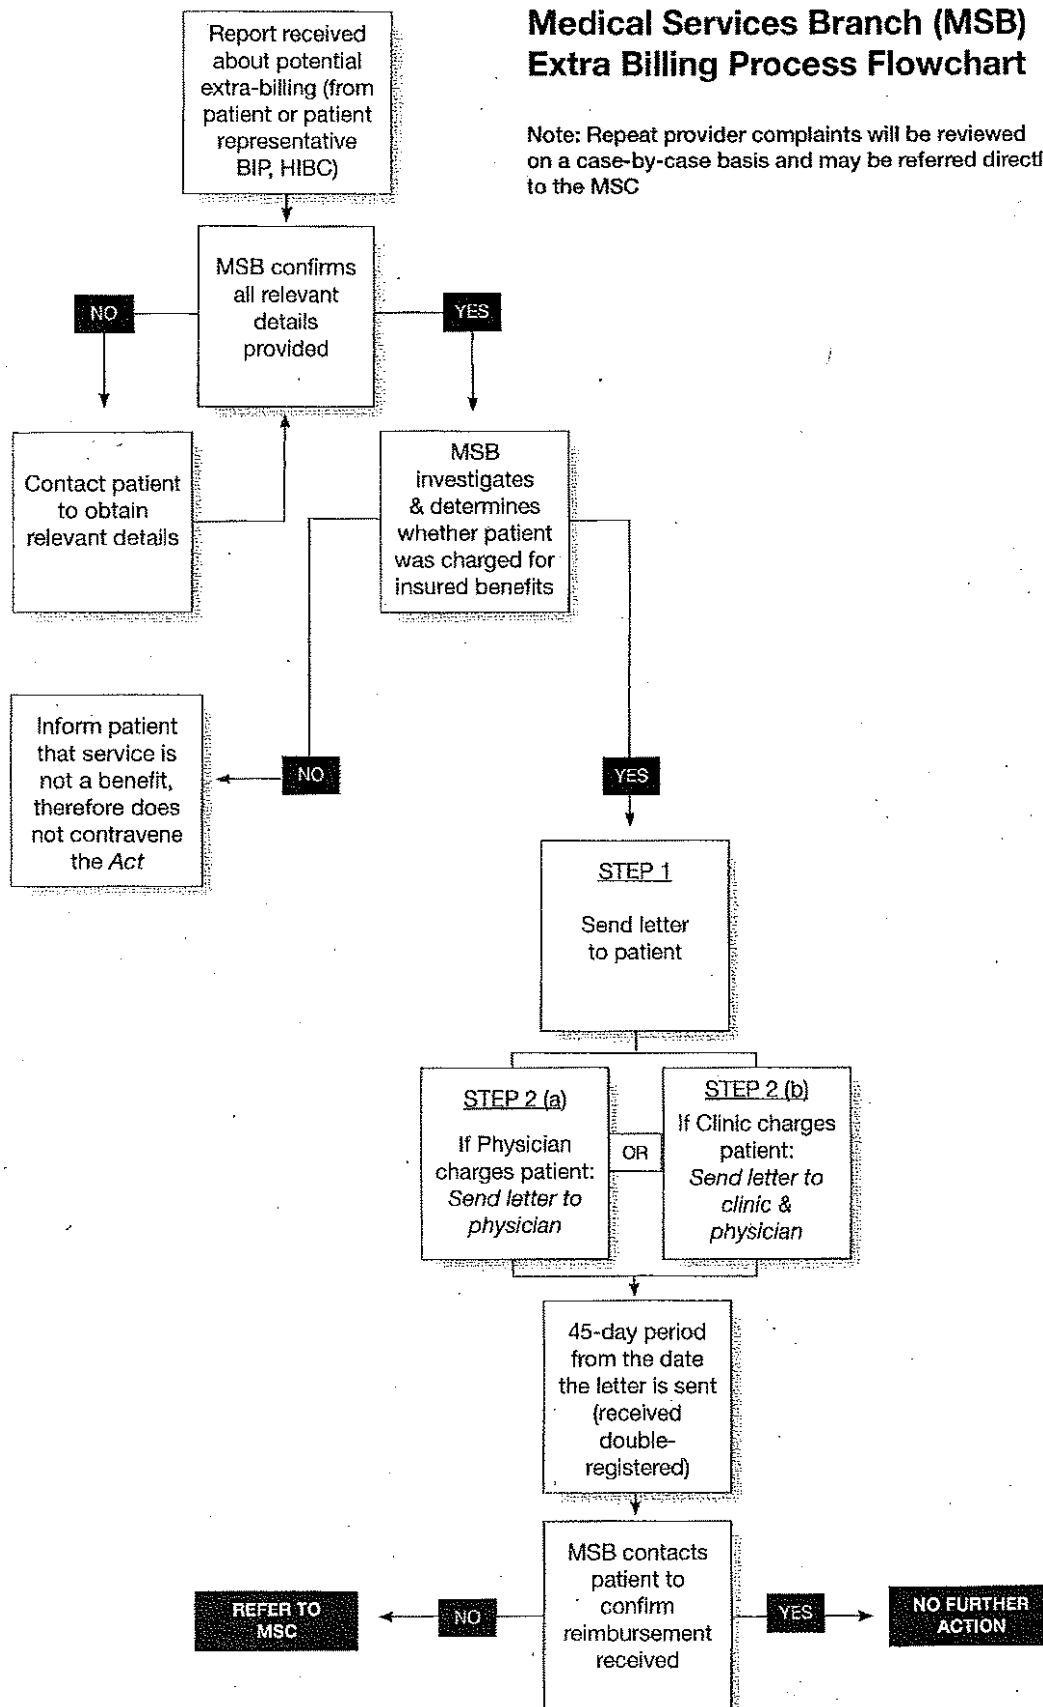 Medical Services Branch (MSB)
Extra Billing Process Flowchart
Note: Repeat provider complaints will be reviewed
on a case-by-case basis and may be referred directl
to the MSC
Report received
about potential
extra-billing (from
patient or patient
representative
BIP, HIBC)
MSB confirms
all relevant
details
provided
NO
YES
Contact patient
to obtain
relevant details
MSB
investigates
& determines
whether patient
was charged for
insured benefits
Inform patient
that service is
not a benefit,
therefore does
not contravene
the Act
NO
YES
STEP 1
Send letter
to patient
STEP 2 (a)
If Physician
charges patient:
Send letter to
physician
OR
STEP 2 (b)
If Clinic charges
patient:
Send letter to
clinic &
physician
45-day period
from the date
the letter is sent
(received
double-
registered)
MSB contacts
patient to
confirm
reimbursement
received
NO
YES
REFER TO
MSC
NO FURTHER
ACTION